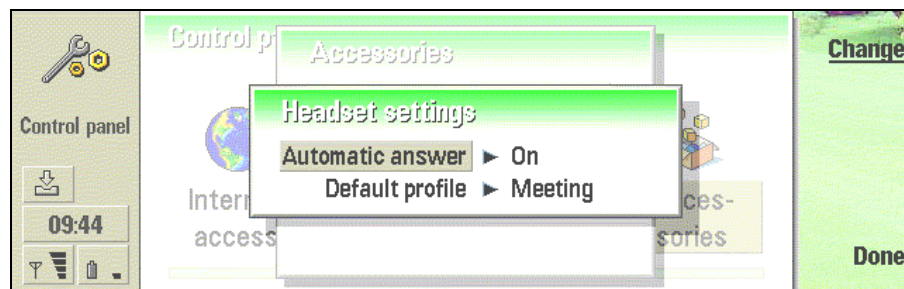 Control panel
09:44
Control p
Accessories
Headset settings
Automatic answer ► On
Default profile ► Meeting
Intern
access
ces-
sories
Change
Done